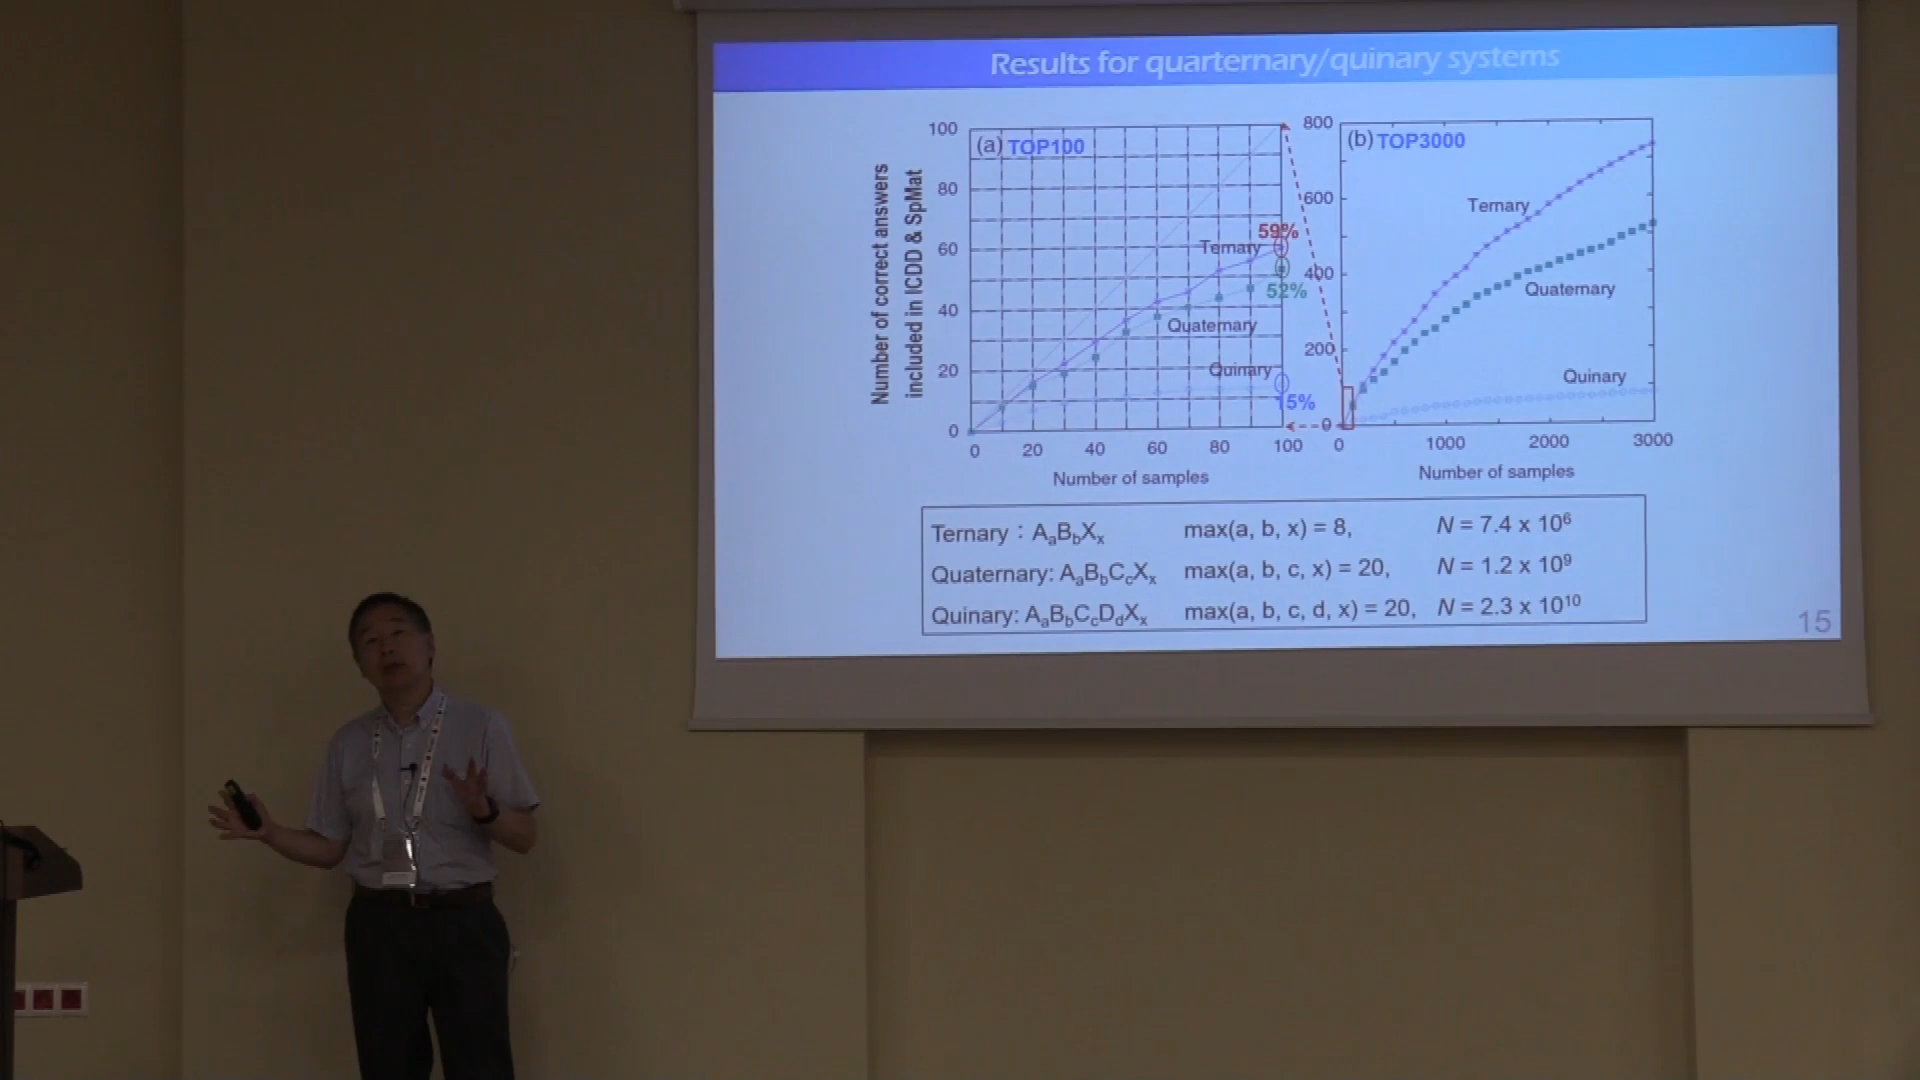 Results for quarternary/quinary systems
Number of correct answers
included in ICDD & SpMat
(a) TOP100
100
80
60
40
20
0
0 20 40 60 80 100
Number of samples
Ternary
59%
52%
Quaternary
Quinary
15%
(b) TOP3000
800
600
400
200
0
0 1000 2000 3000
Number of samples
Ternary
Quaternary
Quinary
Ternary : AaBbXx max(a, b, x) = 8, N = 7.4 x 10⁶
Quaternary: AaBbCcXx max(a, b, c, x) = 20, N = 1.2 x 10⁹
Quinary: AaBbCcDdXx max(a, b, c, d, x) = 20, N = 2.3 x 10¹⁰
15